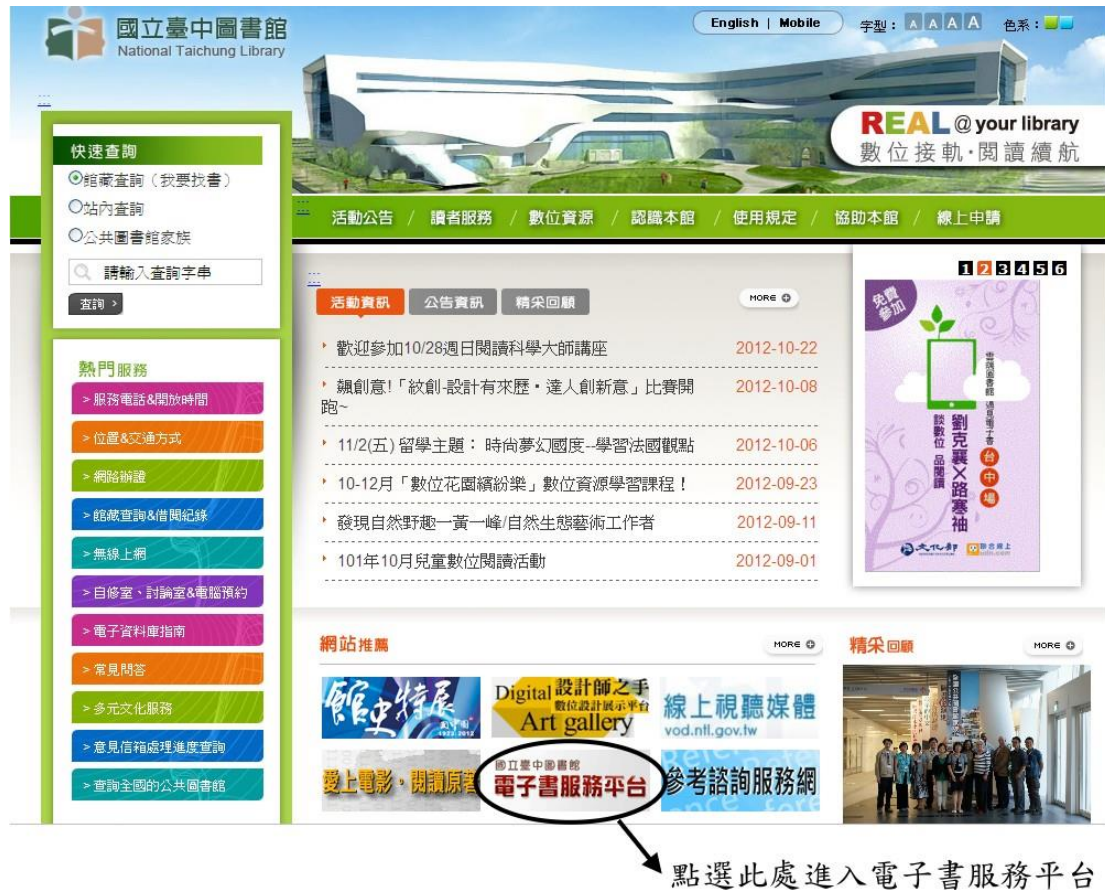 國立臺中圖書館
National Taichung Library
English | Mobile
字型： A A A A
色系：
REAL @ your library
數位接軌・閱讀續航
快速查詢
館藏查詢（我要找書）
站內查詢
公共圖書館家族
請輸入查詢字串
查詢 >
活動公告 / 讀者服務 / 數位資源 / 認識本館 / 使用規定 / 協助本館 / 線上申請
活動資訊 公告資訊 精采回顧 MORE
歡迎參加10/28週日閱讀科學大師講座 2012-10-22
飆創意!「紋創-設計有來歷・達人創新意」比賽開 2012-10-08
跑~
11/2(五) 留學主題： 時尚夢幻國度--學習法國觀點 2012-10-06
10-12月「數位花園繽紛樂」數位資源學習課程！ 2012-09-23
發現自然野趣一黃一峰/自然生態藝術工作者 2012-09-11
101年10月兒童數位閱讀活動 2012-09-01
1 2 3 4 5 6
免費
參加
雲端圖書館 遇見電子書
台中場
劉克襄×路寒袖
談數位 品閱讀
文化部 聯合線上
udn.com
熱門服務
> 服務電話&開放時間
> 位置&交通方式
> 網路辦證
> 館藏查詢&借閱紀錄
> 無線上網
> 自修室、討論室&電腦預約
> 電子資料庫指南
> 常見問答
> 多元文化服務
> 意見信箱處理進度查詢
> 查詢全國的公共圖書館
網站推薦 MORE
館史特展
1923-2012
Digital 設計師之手
數位設計展示平台
Art gallery
線上視聽媒體
vod.ntl.gov.tw
愛上電影・閱讀原著
國立臺中圖書館
電子書服務平台
參考諮詢服務網
精采回顧 MORE
點選此處進入電子書服務平台